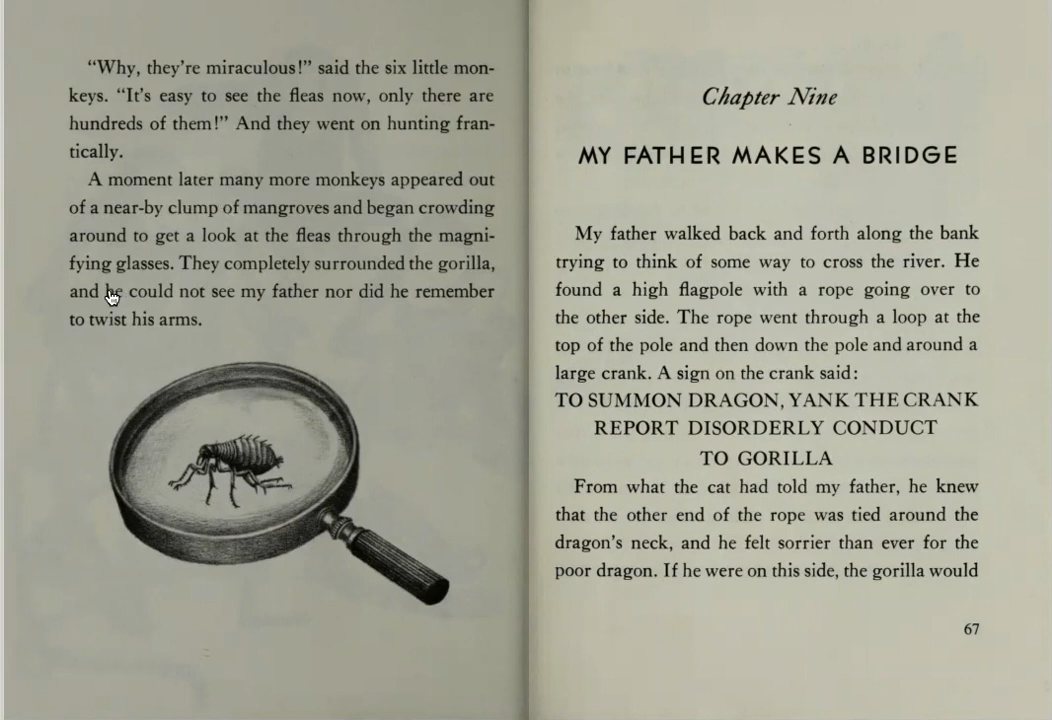 “Why, they’re miraculous!” said the six little mon-
keys. “It’s easy to see the fleas now, only there are
hundreds of them!” And they went on hunting fran-
tically.
A moment later many more monkeys appeared out
of a near-by clump of mangroves and began crowding
around to get a look at the fleas through the magni-
fying glasses. They completely surrounded the gorilla,
and he could not see my father nor did he remember
to twist his arms.
Chapter Nine
MY FATHER MAKES A BRIDGE
My father walked back and forth along the bank
trying to think of some way to cross the river. He
found a high flagpole with a rope going over to
the other side. The rope went through a loop at the
top of the pole and then down the pole and around a
large crank. A sign on the crank said:
TO SUMMON DRAGON, YANK THE CRANK
REPORT DISORDERLY CONDUCT
TO GORILLA
From what the cat had told my father, he knew
that the other end of the rope was tied around the
dragon’s neck, and he felt sorrier than ever for the
poor dragon. If he were on this side, the gorilla would
67